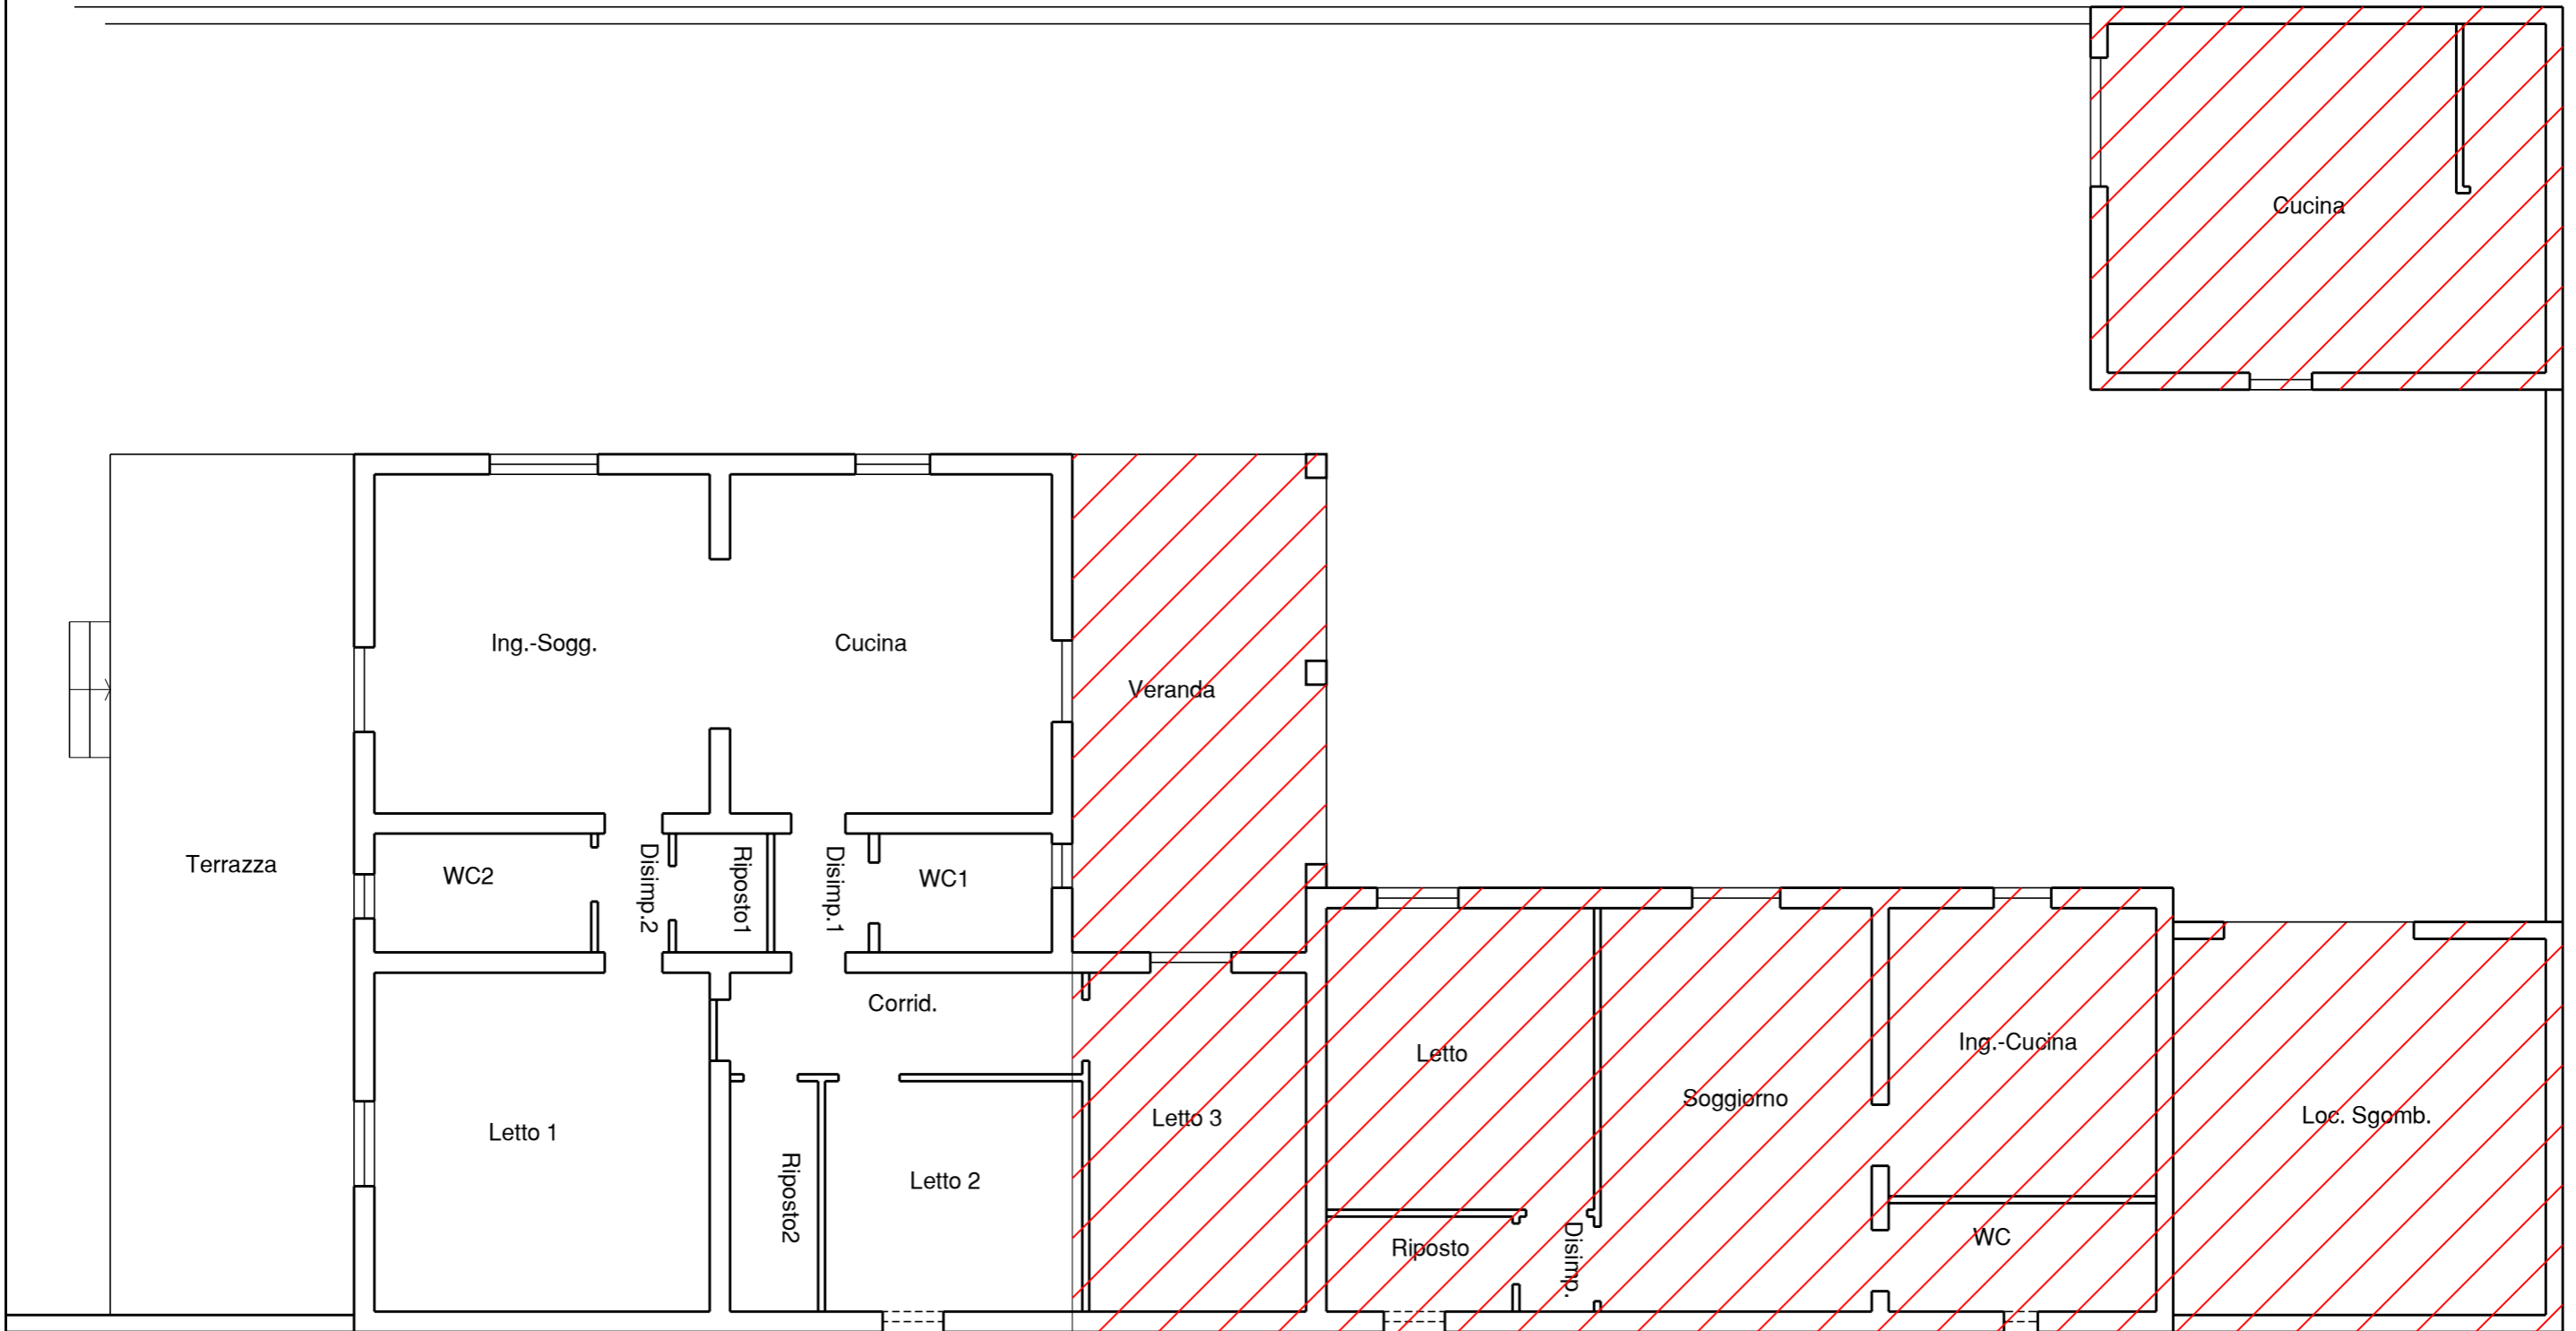 Cucina
Ing.-Sogg.
Cucina
Veranda
Terrazza
WC2
Disimp.2
Riposto1
Disimp.1
WC1
Corrid.
Letto
Ing.-Cucina
Soggiorno
Letto 3
Loc. Sgomb.
Letto 1
Riposto2
Letto 2
Riposto
Disimp.
WC